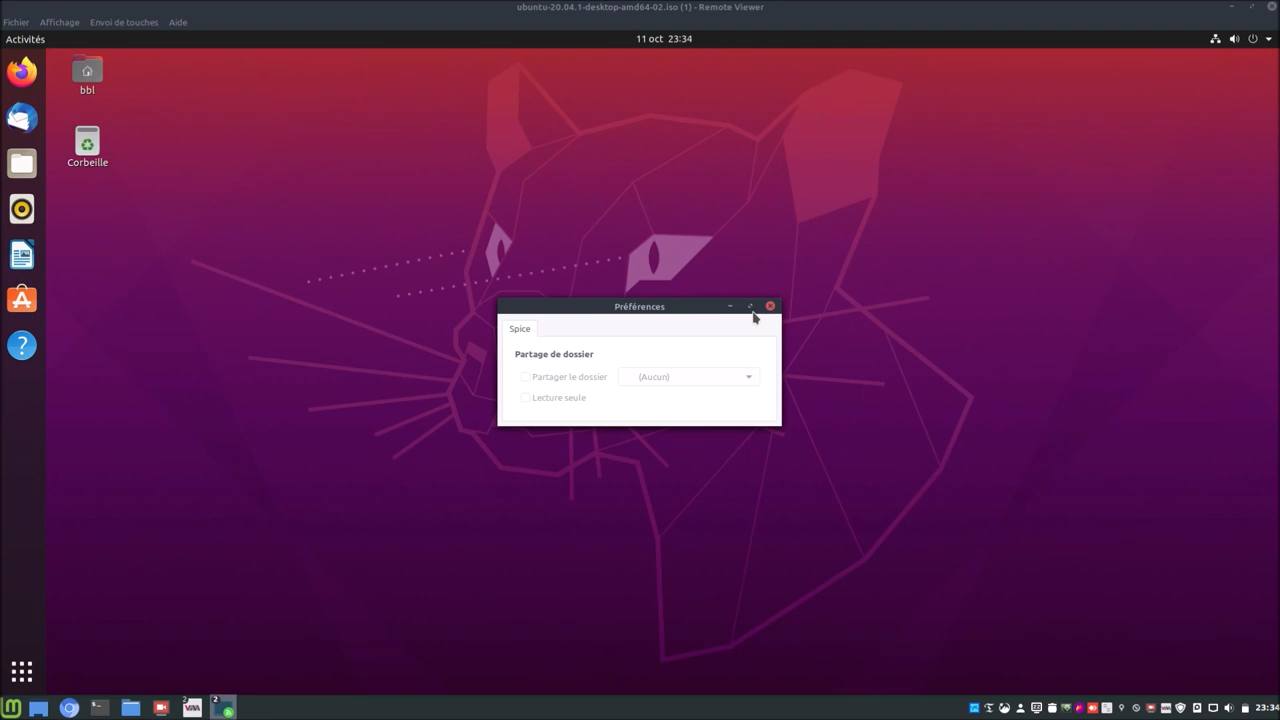 ubuntu-20.04.1-desktop-amd64-02.iso (1) - Remote Viewer
Fichier Affichage Envoi de touches Aide
Activités 11 oct 23:34
bbl
Corbeille
Préférences
Spice
Partage de dossier
Partager le dossier (Aucun)
Lecture seule
23:34